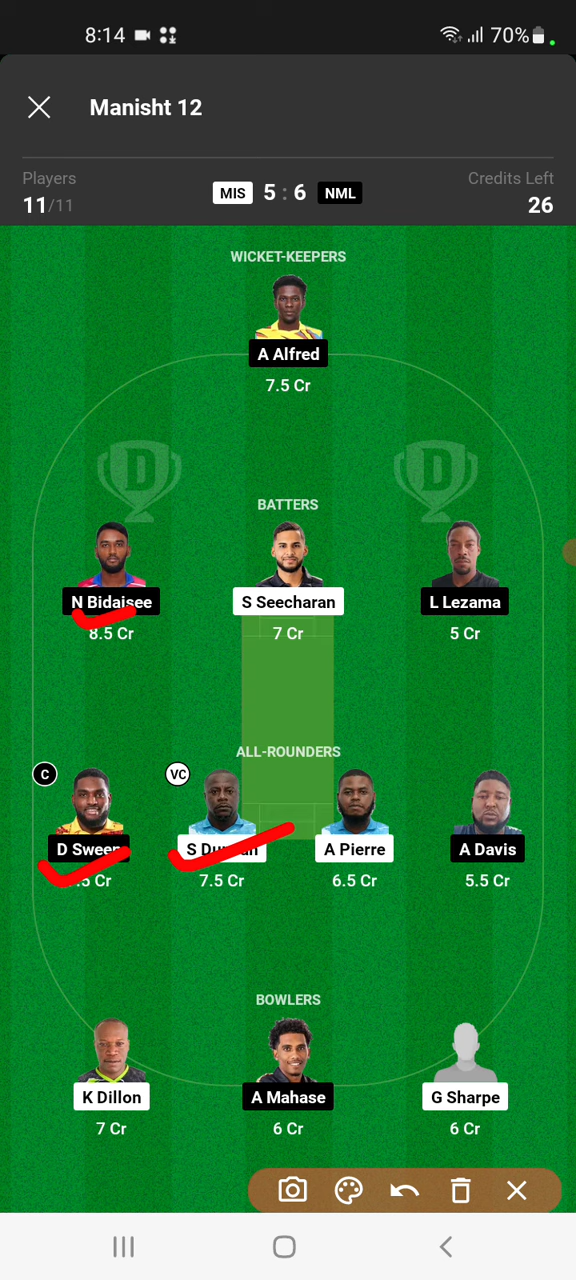 8:14 70%
Manisht 12
Players Credits Left
11/11 MIS 5 : 6 NML 26
WICKET-KEEPERS
A Alfred
7.5 Cr
D D
BATTERS
N Bidaisee S Seecharan L Lezama
8.5 Cr 7 Cr 5 Cr
ALL-ROUNDERS
C VC
D S A Pierre A Davis
.5 Cr 7.5 Cr 6.5 Cr 5.5 Cr
BOWLERS
K Dillon A Mahase G Sharpe
7 Cr 6 Cr 6 Cr